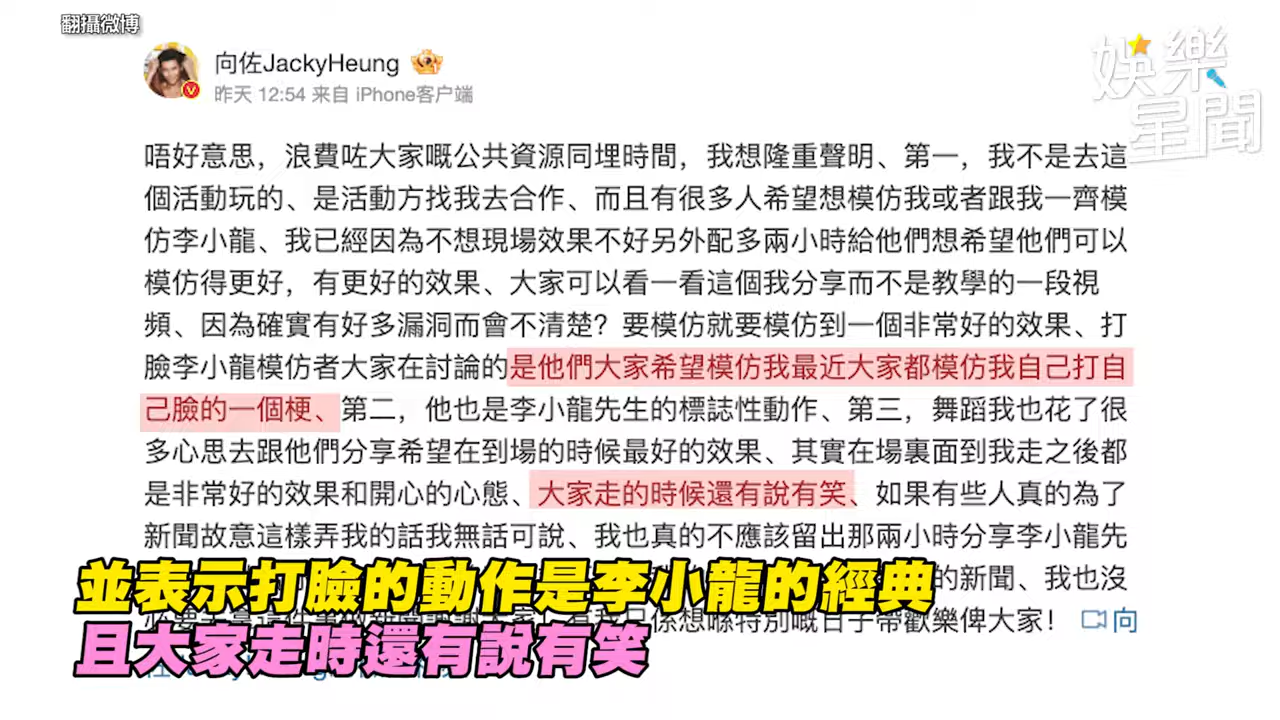 翻攝微博
娛樂
星聞
向佐JackyHeung
昨天 12:54 来自 iPhone客户端
唔好意思，浪費咗大家嘅公共資源同埋時間，我想隆重聲明、第一，我不是去這
個活動玩的、是活動方找我去合作、而且有很多人希望想模仿我或者跟我一齊模
仿李小龍、我已經因為不想現場效果不好另外配多兩小時給他們想希望他們可以
模仿得更好，有更好的效果、大家可以看一看這個我分享而不是教學的一段視
頻、因為確實有好多漏洞而會不清楚？要模仿就要模仿到一個非常好的效果、打
臉李小龍模仿者大家在討論的是他們大家希望模仿我最近大家都模仿我自己打自
己臉的一個梗、第二，他也是李小龍先生的標誌性動作、第三，舞蹈我也花了很
多心思去跟他們分享希望在到場的時候最好的效果、其實在場裏面到我走之後都
是非常好的效果和開心的心態、大家走的時候還有說有笑、如果有些人真的為了
新聞故意這樣弄我的話我無話可說、我也真的不應該留出那兩小時分享李小龍先
的新聞、我也沒
係想喺特別嘅日子帶歡樂俾大家！ 向
並表示打臉的動作是李小龍的經典
且大家走時還有說有笑